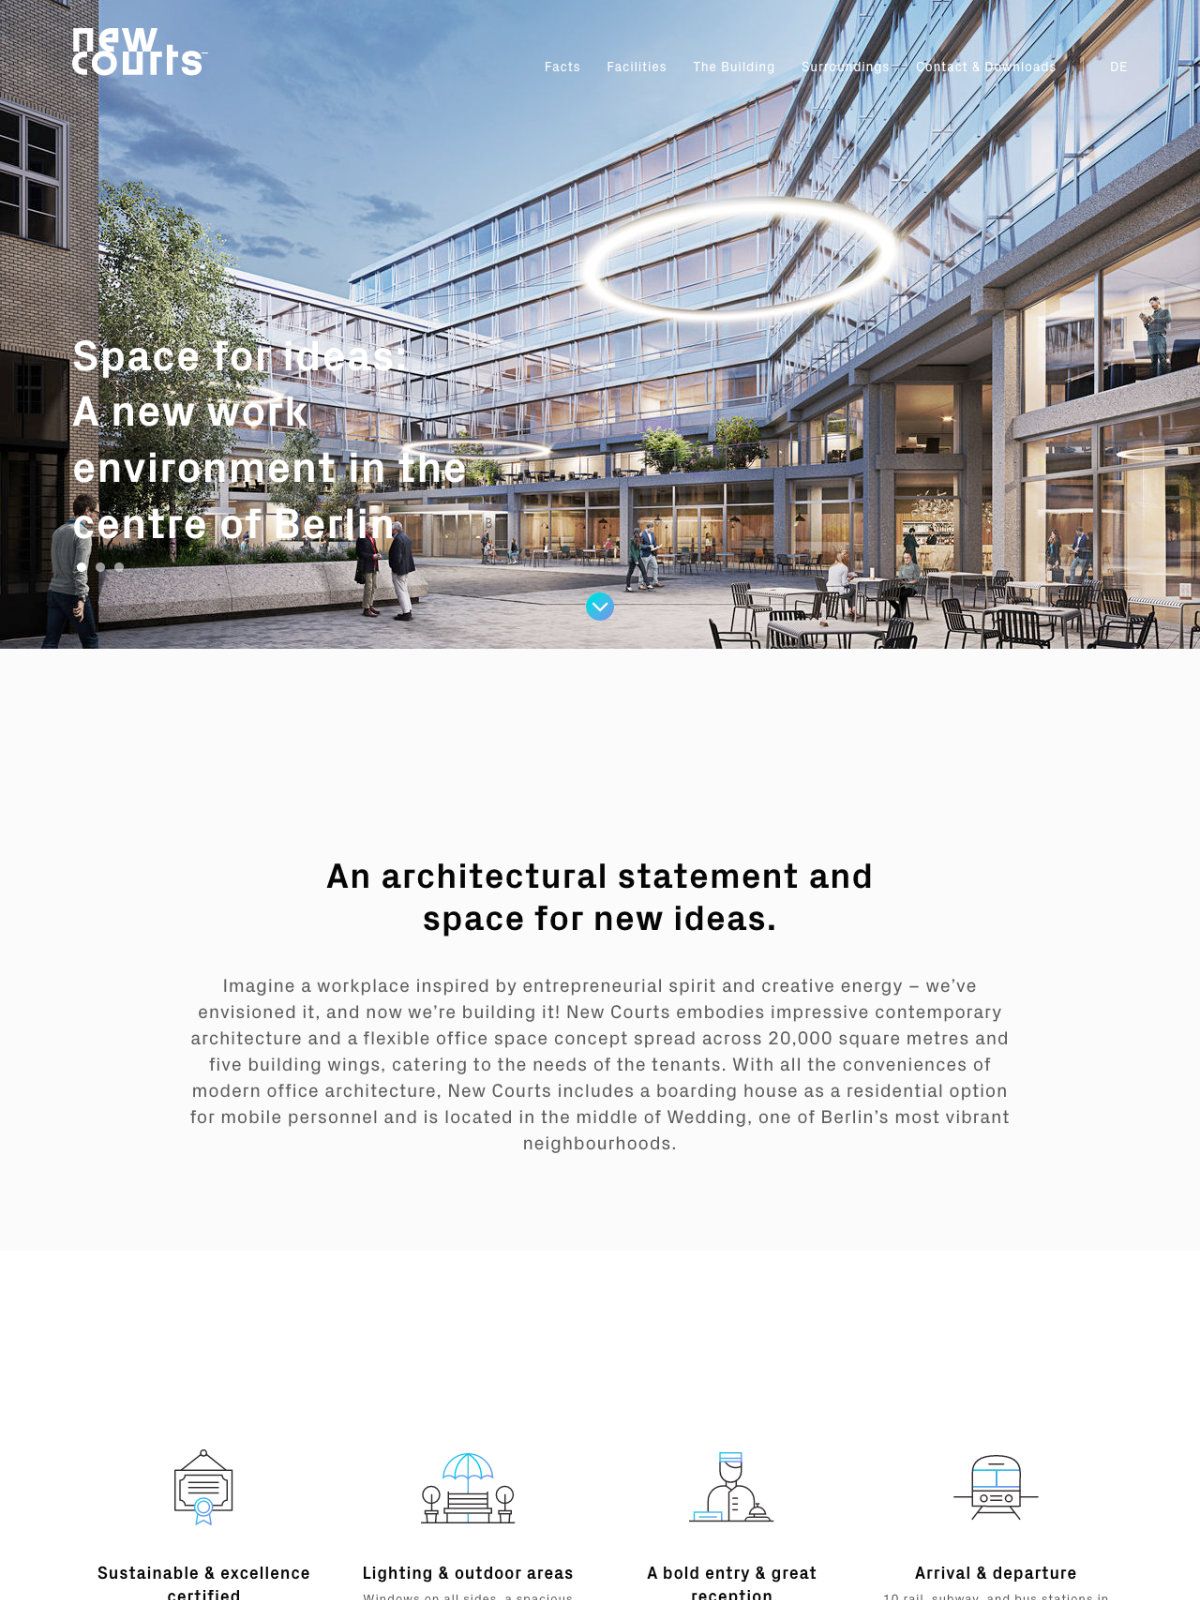 new
courts
Facts Facilities The Building Surroundings Contact & Downloads DE
Space for ideas:
A new work
environment in the
centre of Berlin
B
An architectural statement and
space for new ideas.
Imagine a workplace inspired by entrepreneurial spirit and creative energy – we’ve
envisioned it, and now we’re building it! New Courts embodies impressive contemporary
architecture and a flexible office space concept spread across 20,000 square metres and
five building wings, catering to the needs of the tenants. With all the conveniences of
modern office architecture, New Courts includes a boarding house as a residential option
for mobile personnel and is located in the middle of Wedding, one of Berlin’s most vibrant
neighbourhoods.
Sustainable & excellence
certified
Lighting & outdoor areas
Windows on all sides, a spacious
A bold entry & great
reception
Arrival & departure
10 rail, subway, and bus stations in